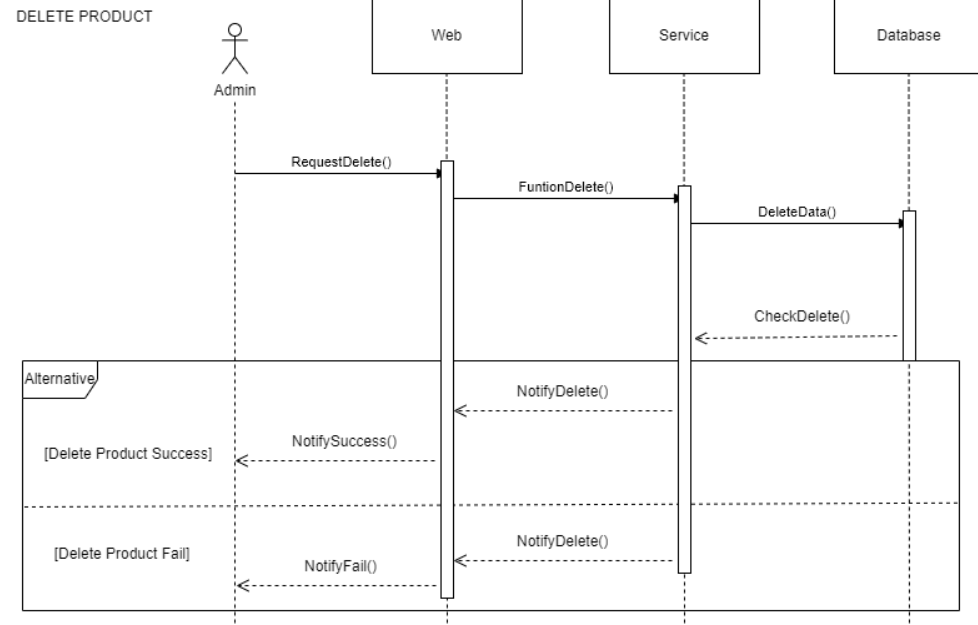 DELETE PRODUCT
Web
Service
Database
Admin
RequestDelete()
FuntionDelete()
DeleteData()
CheckDelete()
Alternative
NotifyDelete()
NotifySuccess()
[Delete Product Success]
NotifyDelete()
[Delete Product Fail]
NotifyFail()